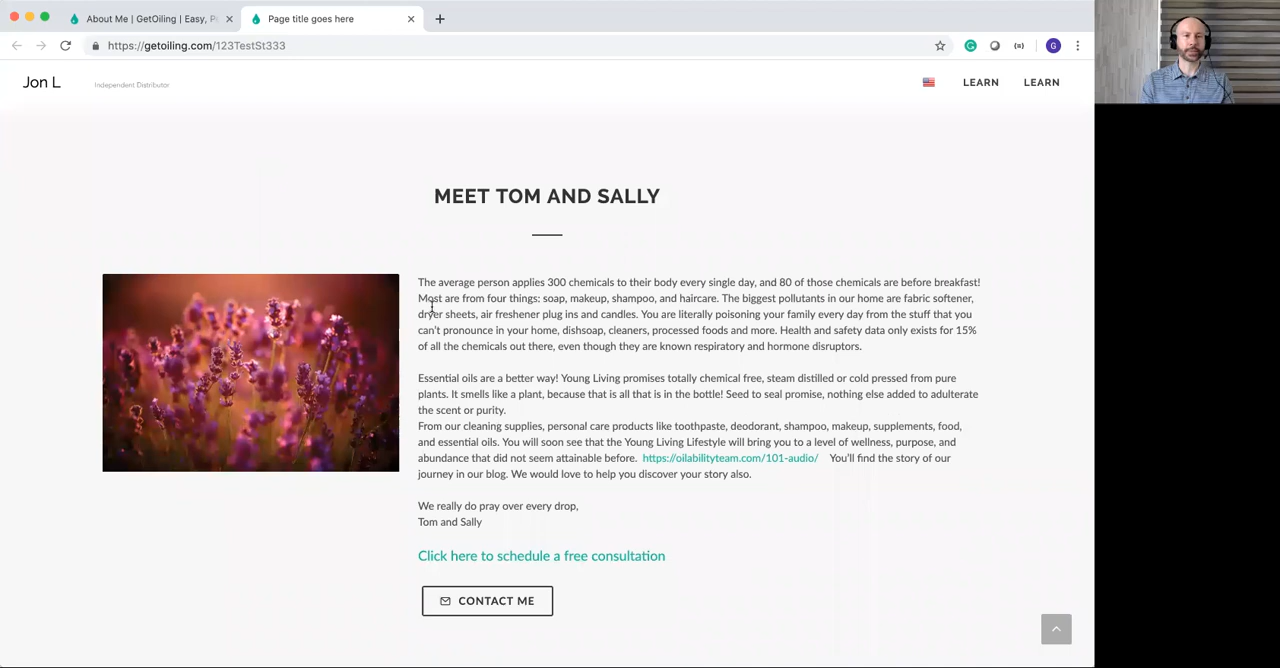 About Me | GetOiling | Easy, P
Page title goes here
https://getoiling.com/123TestSt333
G
Jon L
Independent Distributor
LEARN
LEARN
MEET TOM AND SALLY
The average person applies 300 chemicals to their body every single day, and 80 of those chemicals are before breakfast!
Most are from four things: soap, makeup, shampoo, and haircare. The biggest pollutants in our home are fabric softener,
dryer sheets, air freshener plug ins and candles. You are literally poisoning your family every day from the stuff that you
can't pronounce in your home, dishsoap, cleaners, processed foods and more. Health and safety data only exists for 15%
of all the chemicals out there, even though they are known respiratory and hormone disruptors.
Essential oils are a better way! Young Living promises totally chemical free, steam distilled or cold pressed from pure
plants. It smells like a plant, because that is all that is in the bottle! Seed to seal promise, nothing else added to adulterate
the scent or purity.
From our cleaning supplies, personal care products like toothpaste, deodorant, shampoo, makeup, supplements, food,
and essential oils. You will soon see that the Young Living Lifestyle will bring you to a level of wellness, purpose, and
abundance that did not seem attainable before. https://oilabilityteam.com/101-audio/ You'll find the story of our
journey in our blog. We would love to help you discover your story also.
We really do pray over every drop,
Tom and Sally
Click here to schedule a free consultation
CONTACT ME